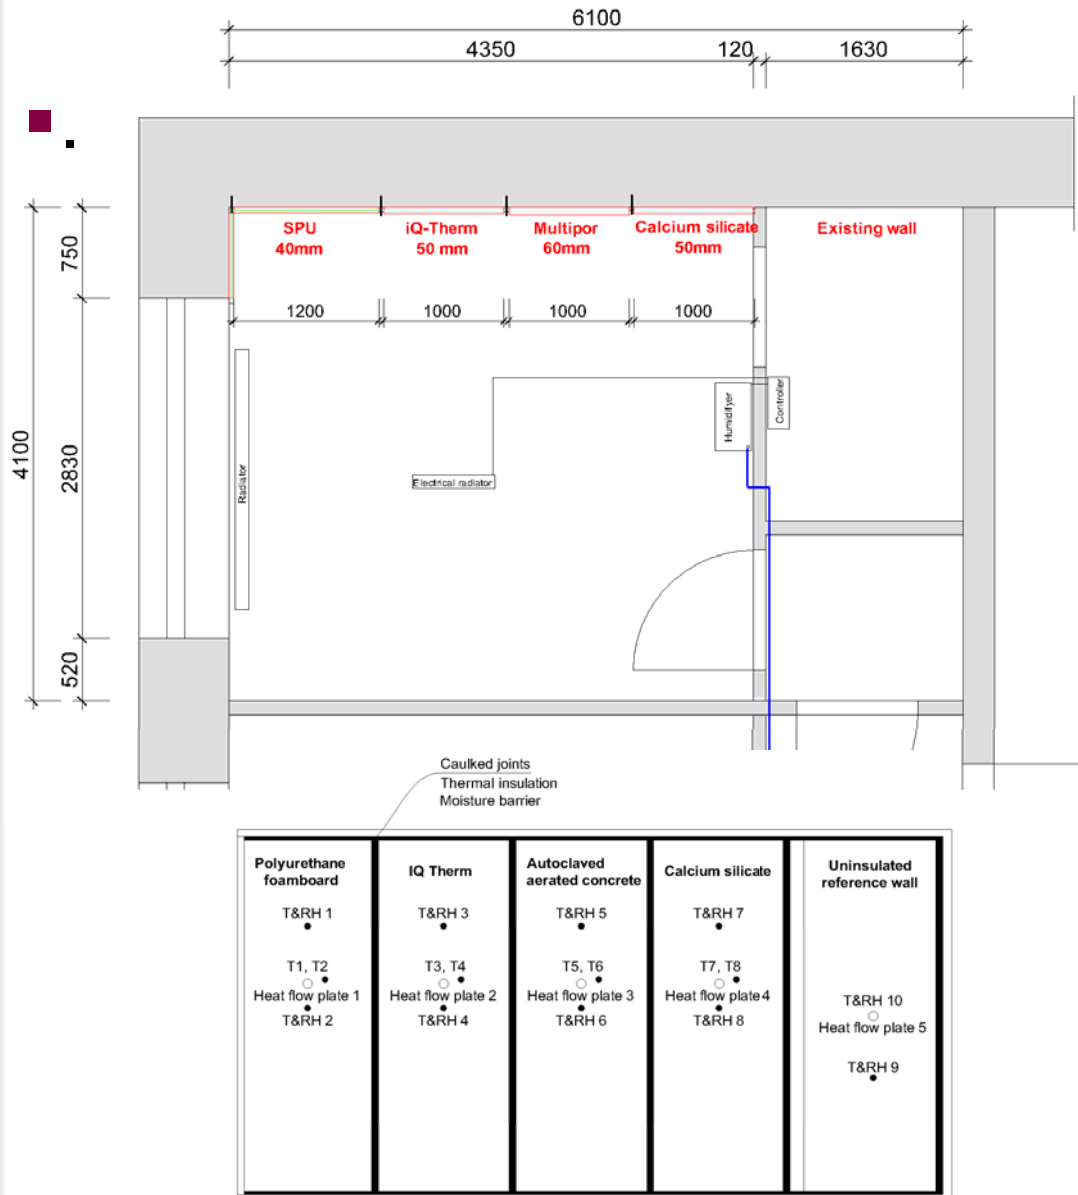 6100
4350
120
1630
SPU
40mm
iQ-Therm
50 mm
Multipor
60mm
Calcium silicate
50mm
Existing wall
750
1200
1000
1000
1000
4100
2830
520
Radiator
Electrical radiator
Humidifyer
Controller
Caulked joints
Thermal insulation
Moisture barrier
Polyurethane
foamboard
IQ Therm
Autoclaved
aerated concrete
Calcium silicate
Uninsulated
reference wall
T&RH 1
T&RH 3
T&RH 5
T&RH 7
T1, T2
T3, T4
T5, T6
T7, T8
Heat flow plate 1
Heat flow plate 2
Heat flow plate 3
Heat flow plate 4
T&RH 2
T&RH 4
T&RH 6
T&RH 8
T&RH 10
Heat flow plate 5
T&RH 9